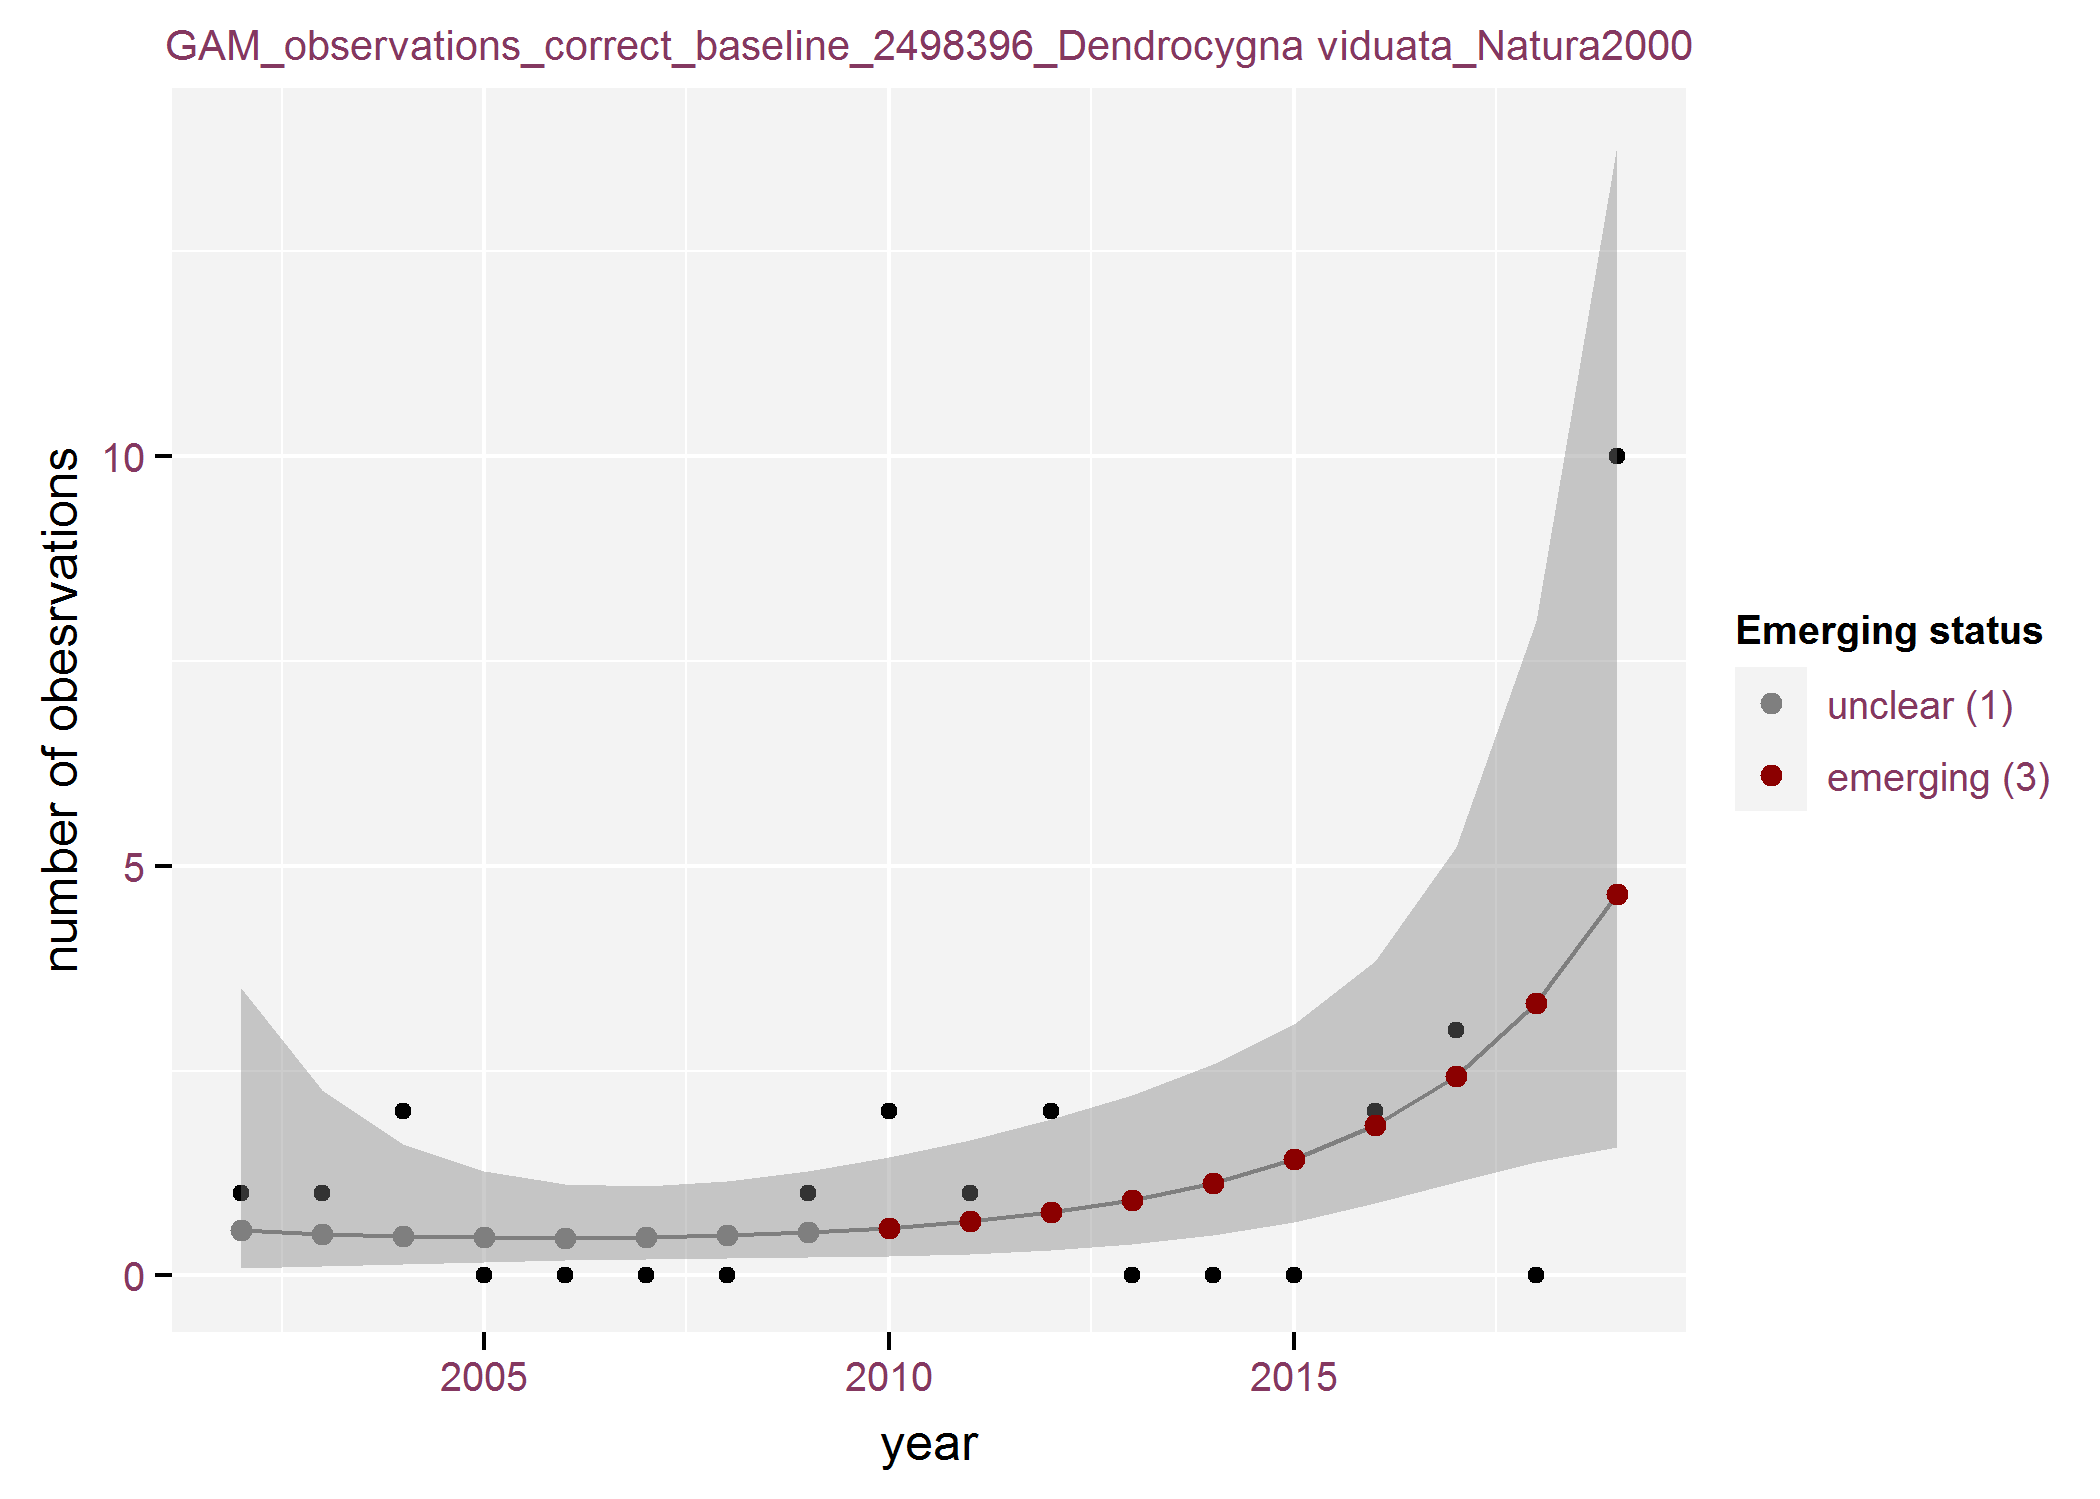 GAM_observations_correct_baseline_2498396_Dendrocygna viduata_Natura2000
number of obesrvations
10
5
0
2005
2010
2015
year
Emerging status
unclear (1)
emerging (3)